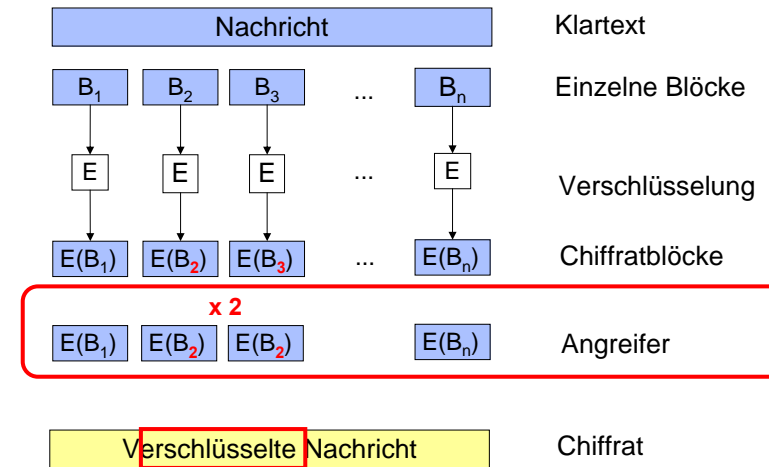 Nachricht Klartext
B1 B2 B3 ... Bn Einzelne Blöcke
E E E ... E Verschlüsselung
E(B1) E(B2) E(B3) ... E(Bn) Chiffratblöcke
x 2
E(B1) E(B2) E(B2) E(Bn) Angreifer
Verschlüsselte Nachricht Chiffrat